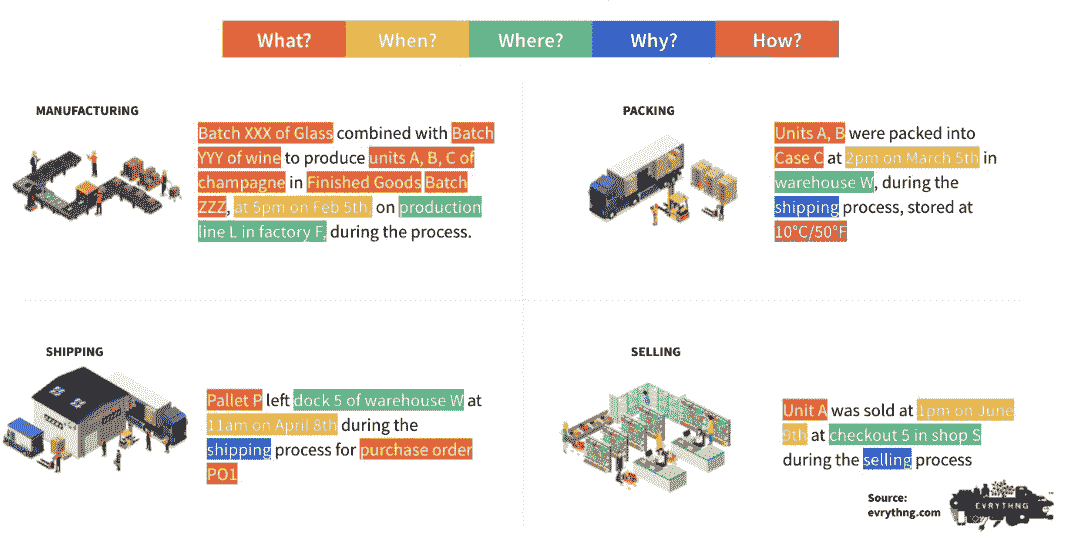 What? When? Where? Why? How?
MANUFACTURING
Batch XXX of Glass combined with Batch
YYY of wine to produce units A, B, C of
champagne in Finished Goods Batch
ZZZ, at 5pm on Feb 5th, on production
line L in factory F, during the process.
PACKING
Units A, B were packed into
Case C at 2pm on March 5th in
warehouse W, during the
shipping process, stored at
10°C/50°F
SHIPPING
Pallet P left dock 5 of warehouse W at
11am on April 8th during the
shipping process for purchase order
PO1
SELLING
Unit A was sold at 1pm on June
9th at checkout 5 in shop S
during the selling process
Source:
evrythng.com
EVRYTHNG